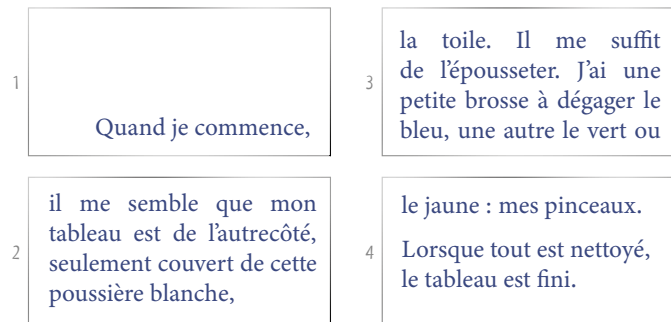 1
Quand je commence,
2
il me semble que mon
tableau est de l'autrecôté,
seulement couvert de cette
poussière blanche,
3
la toile. Il me suffit
de l'épousseter. J'ai une
petite brosse à dégager le
bleu, une autre le vert ou
4
le jaune : mes pinceaux.
Lorsque tout est nettoyé,
le tableau est fini.